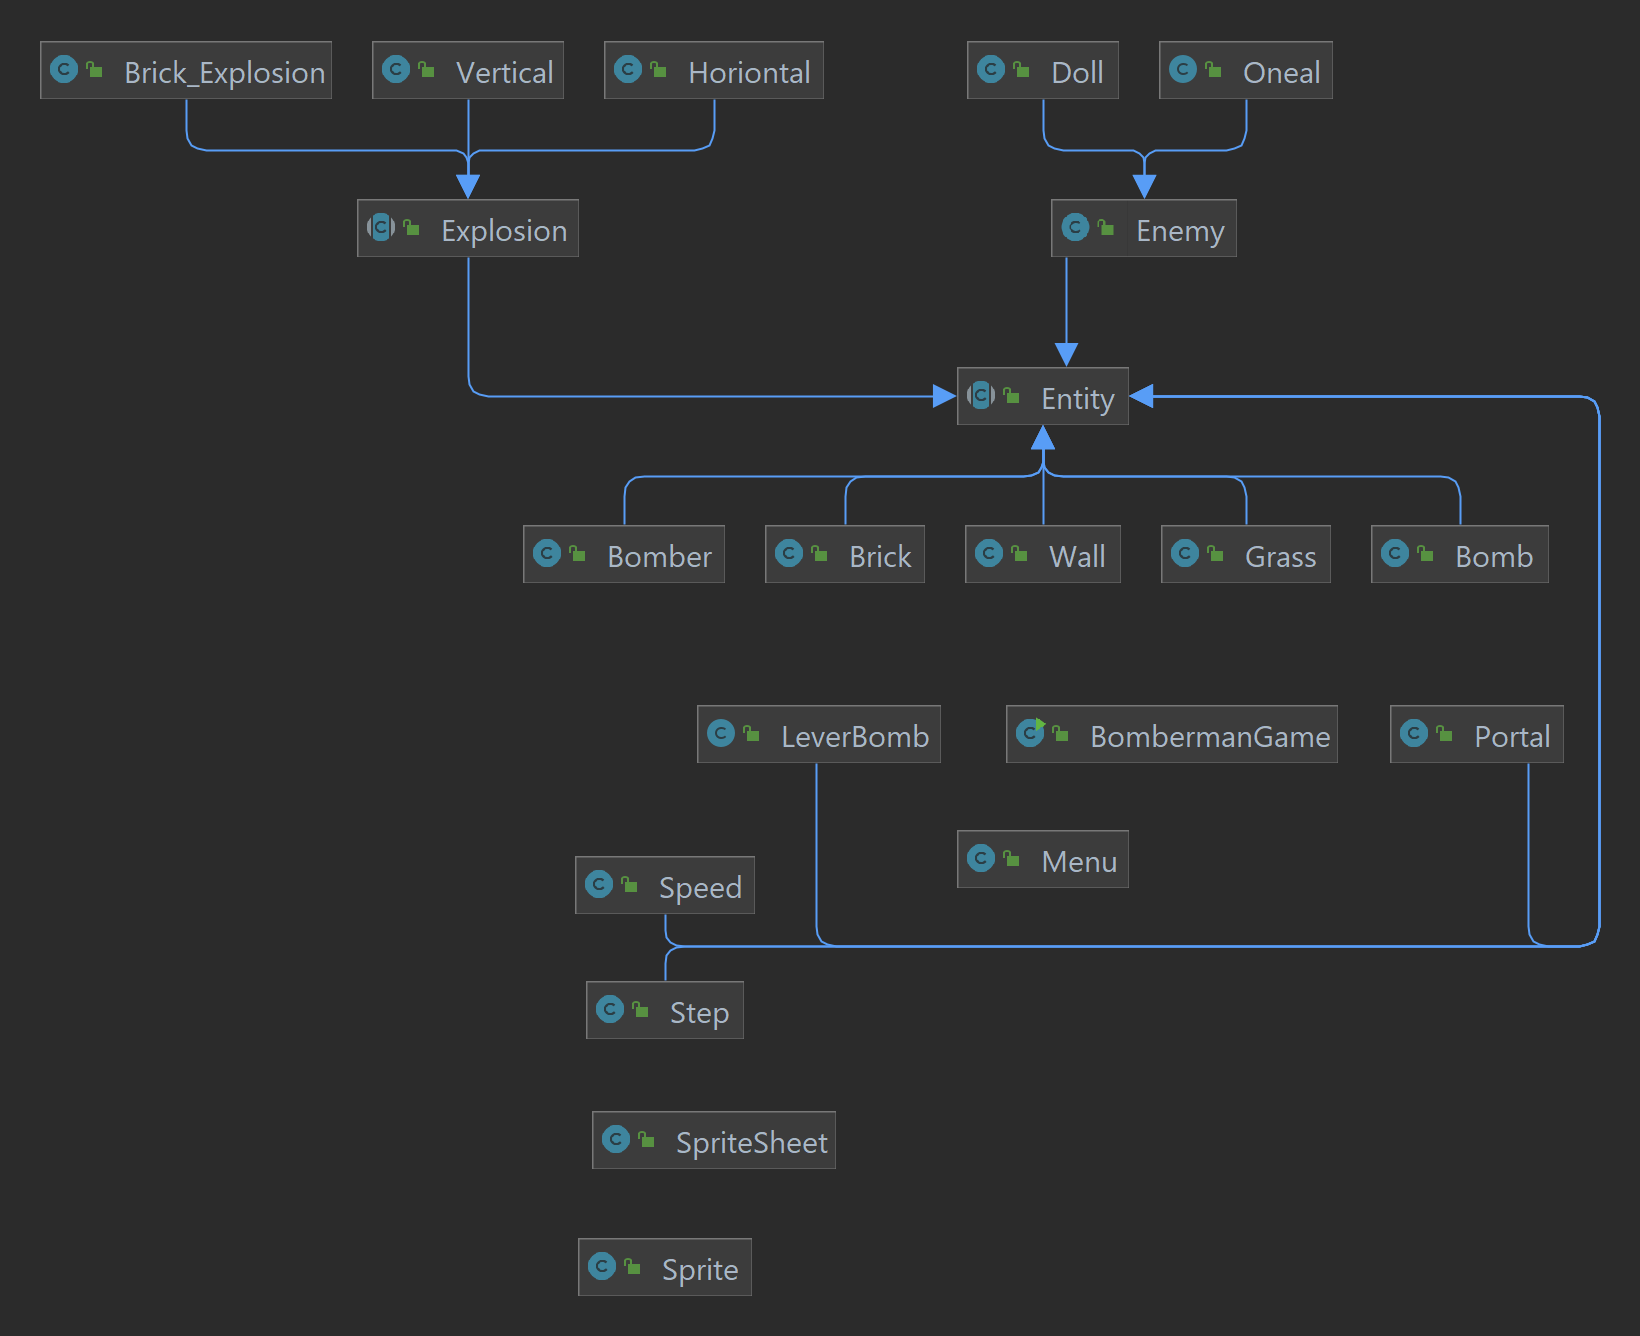 Brick_Explosion
Vertical
Horiontal
Doll
Oneal
Explosion
Enemy
Entity
Bomber
Brick
Wall
Grass
Bomb
LeverBomb
BombermanGame
Portal
Menu
Speed
Step
SpriteSheet
Sprite